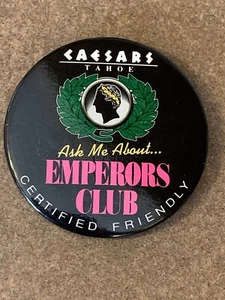 CAESARS
TAHOE
Ask Me About...
EMPERORS
CLUB
CERTIFIED FRIENDLY